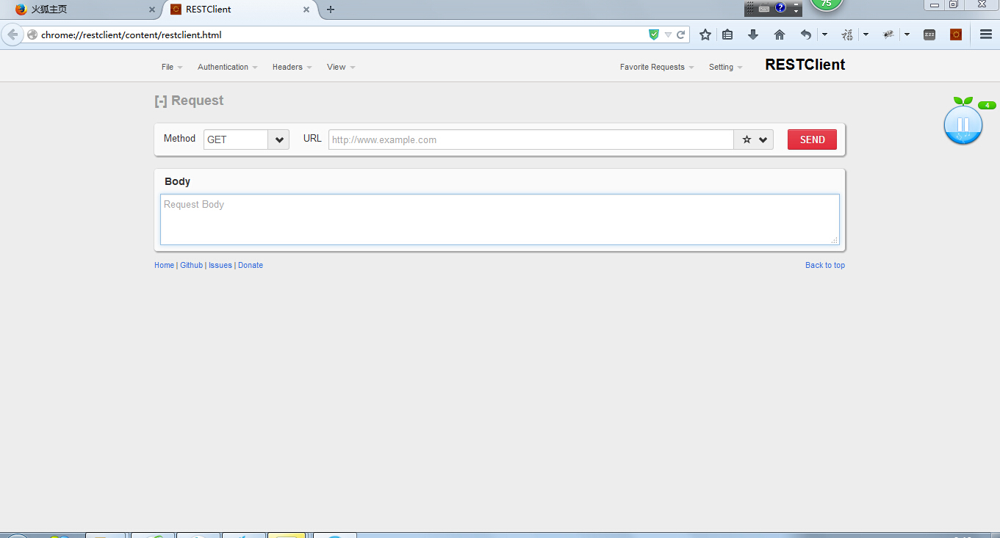 火狐主页
RESTClient
75
chrome://restclient/content/restclient.html
zzz
File
Authentication
Headers
View
Favorite Requests
Setting
RESTClient
[-] Request
4
Method
GET
URL
http://www.example.com
SEND
Body
Request Body
Home | Github | Issues | Donate
Back to top